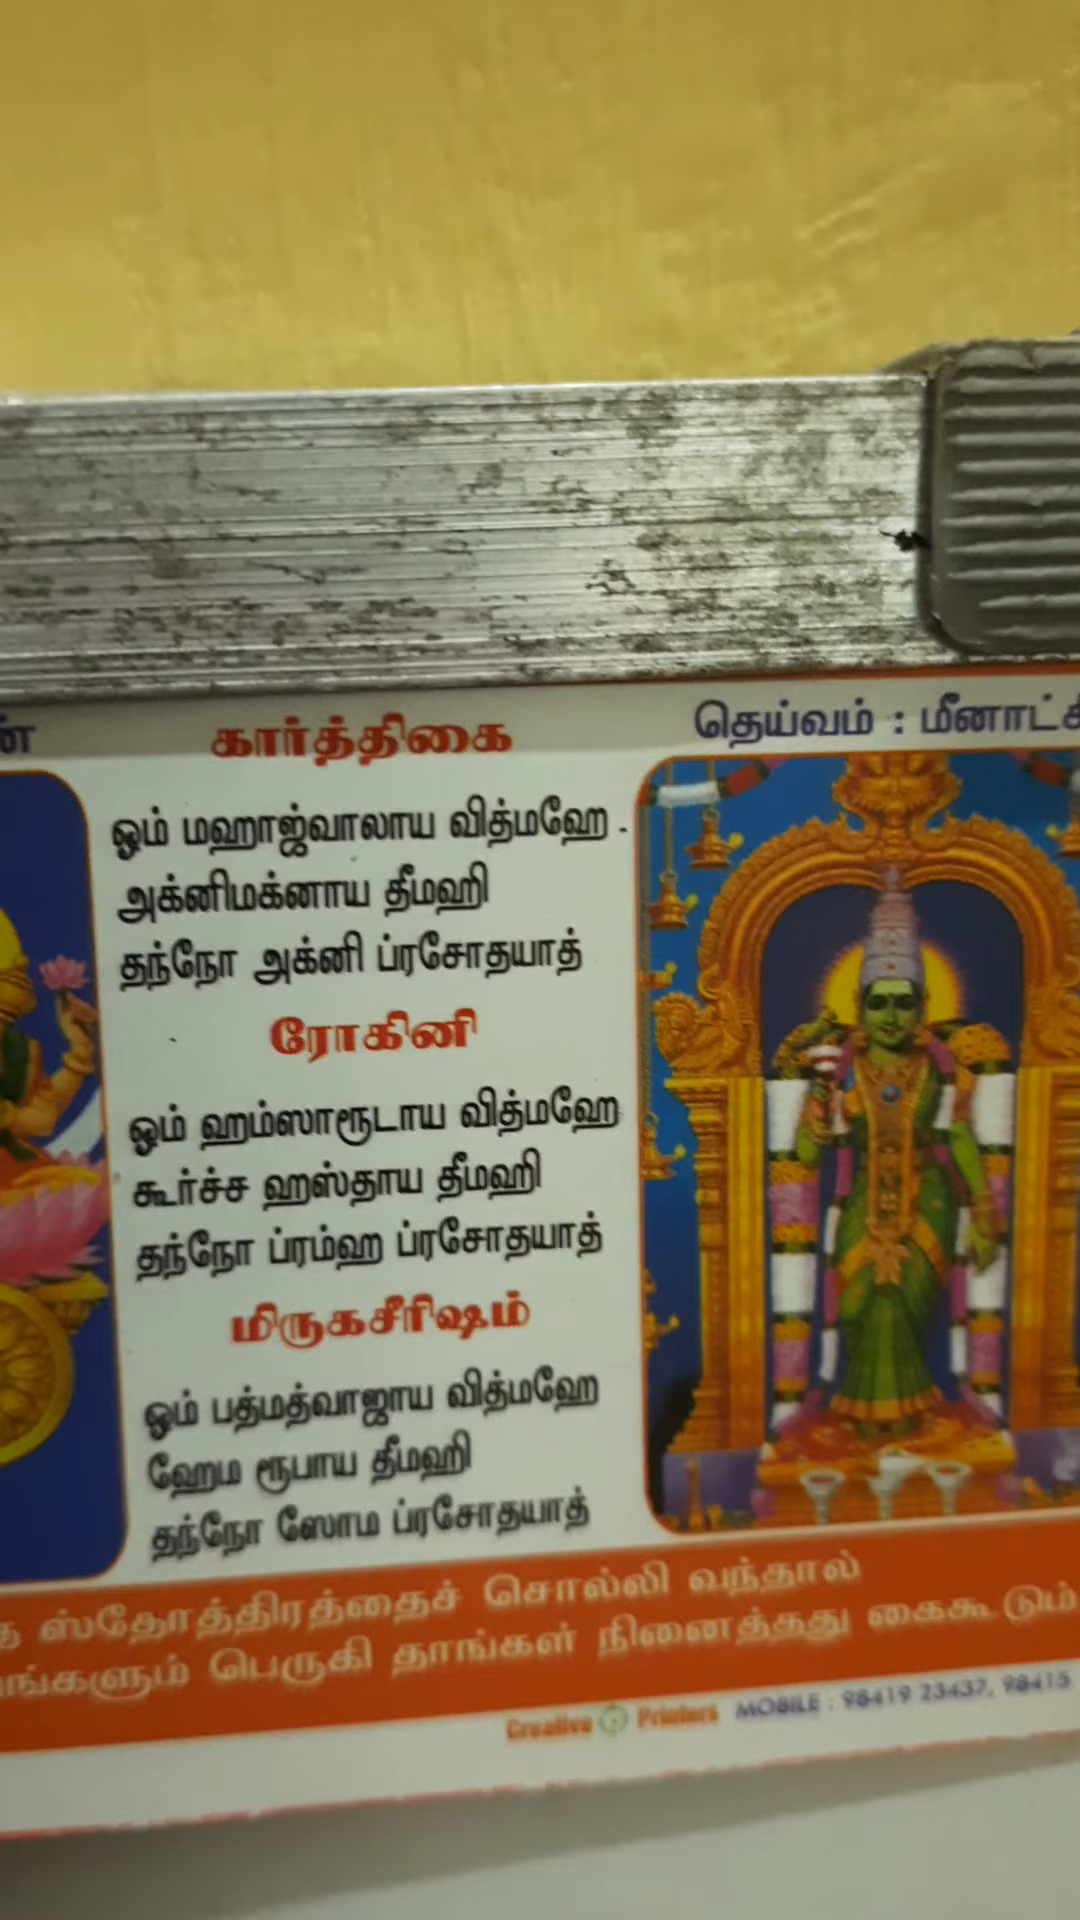 கார்த்திகை
ஓம் மஹாஜ்வாலாய வித்மஹே
அக்னிமக்னாய தீமஹி
தந்நோ அக்னி ப்ரசோதயாத்
ரோகினி
ஓம் ஹம்ஸாரூடாய வித்மஹே
கூர்ச்ச ஹஸ்தாய தீமஹி
தந்நோ ப்ரம்ஹ ப்ரசோதயாத்
மிருகசீரிஷம்
ஓம் பத்மத்வாஜாய வித்மஹே
ஹேம ரூபாய தீமஹி
தந்நோ ஸோம ப்ரசோதயாத்
தெய்வம் : மீனாட்சி
ஸ்தோத்திரத்தைச் சொல்லி வந்தால்
பெருகி தாங்கள் நினைத்தது கைகூடும்
Creative Printers MOBILE : 98419 23437, 98415